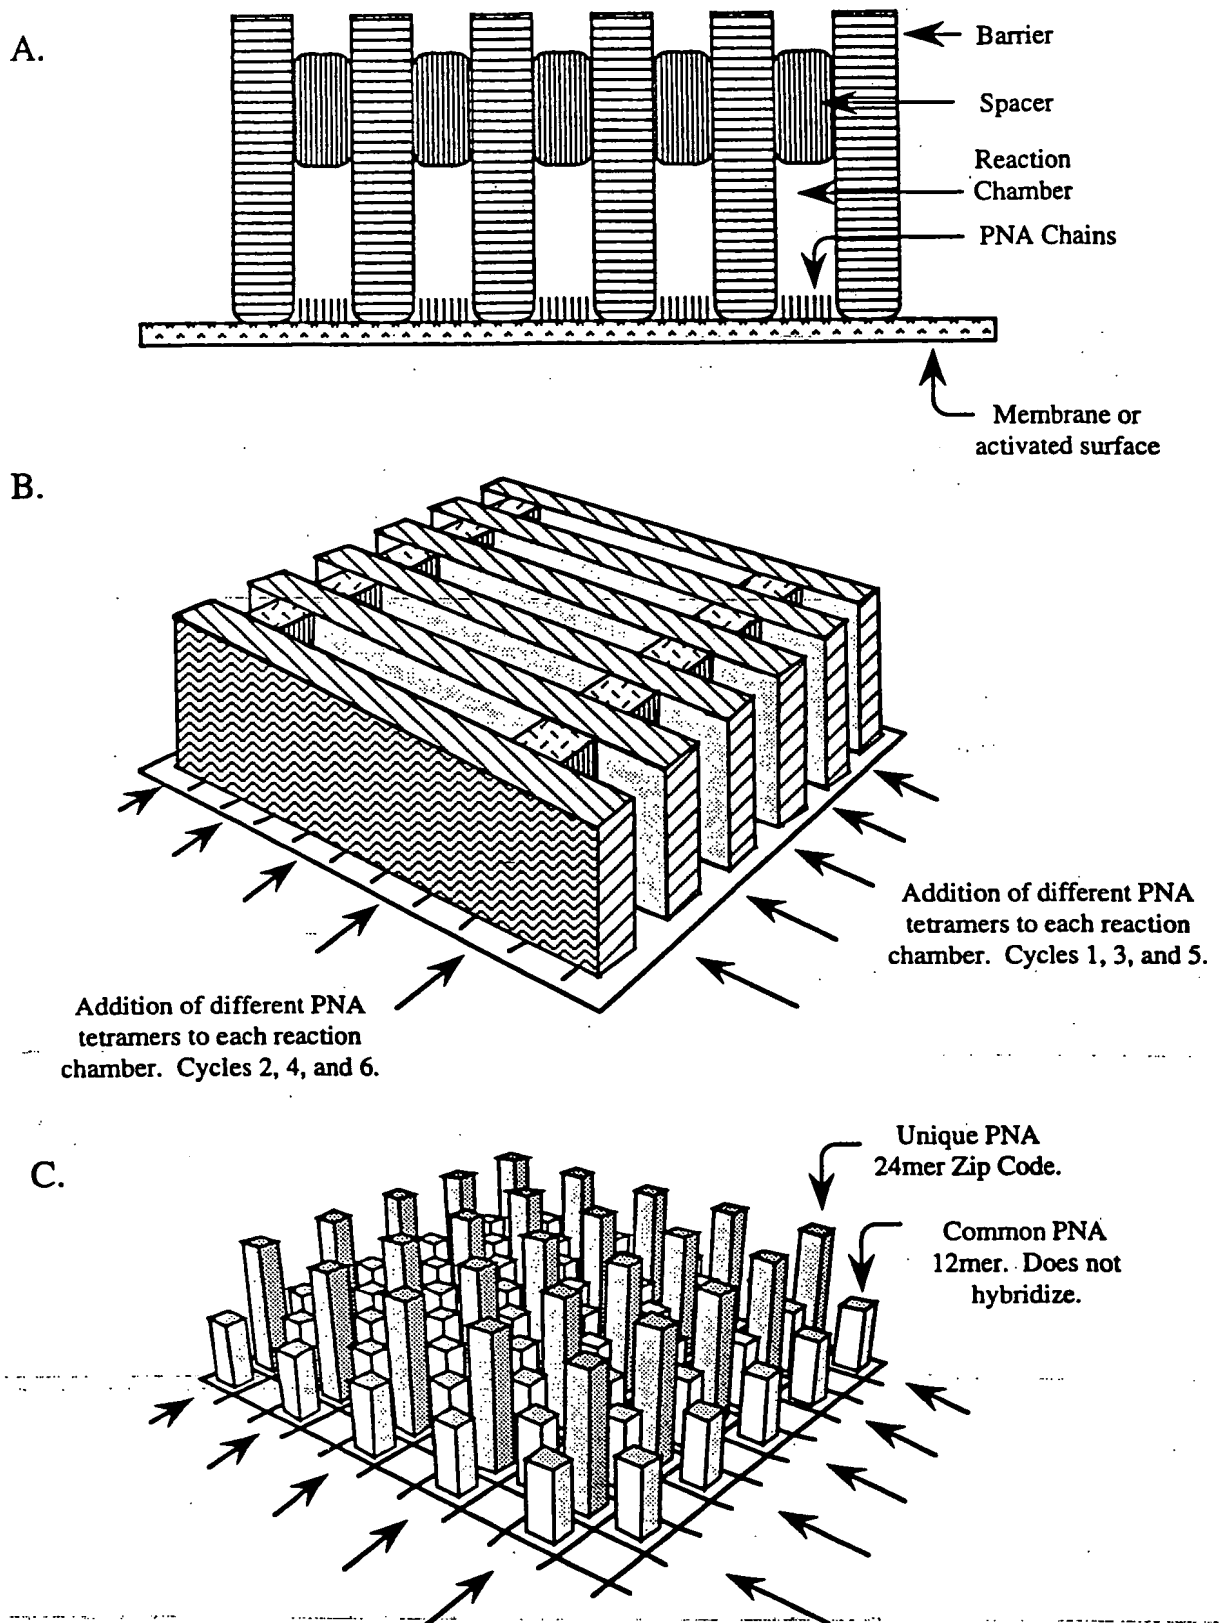 A.
Barrier
Spacer
Reaction
Chamber
PNA Chains
Membrane or
activated surface
B.
Addition of different PNA
tetramers to each reaction
chamber. Cycles 1, 3, and 5.
Addition of different PNA
tetramers to each reaction
chamber. Cycles 2, 4, and 6.
C.
Unique PNA
24mer Zip Code.
Common PNA
12mer. Does not
hybridize.